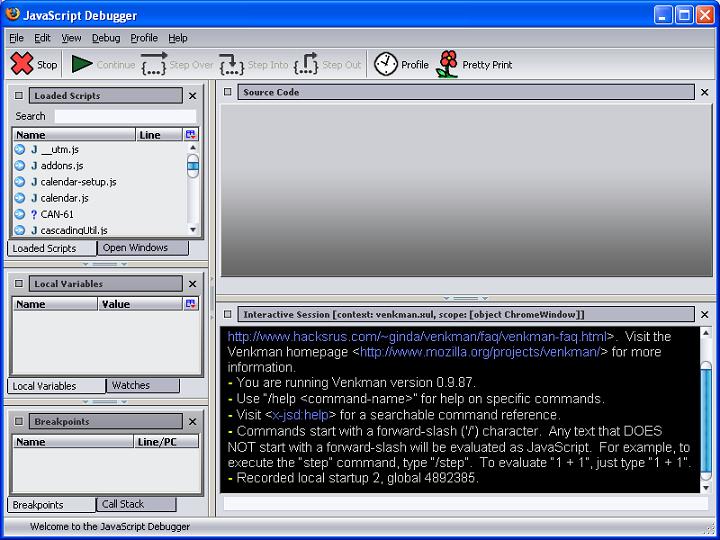 JavaScript Debugger
File Edit View Debug Profile Help
Stop Continue Step Over Step Into Step Out Profile Pretty Print
Loaded Scripts
Search
Name Line
__utm.js
addons.js
calendar-setup.js
calendar.js
CAN-61
cascadingUtil.js
Loaded Scripts Open Windows
Local Variables
Name Value
Local Variables Watches
Breakpoints
Name Line/PC
Breakpoints Call Stack
Source Code
Interactive Session [context: venkman.xul, scope: [object ChromeWindow]]
http://www.hacksrus.com/~ginda/venkman/faq/venkman-faq.html>. Visit the
Venkman homepage <http://www.mozilla.org/projects/venkman/> for more
information.
- You are running Venkman version 0.9.87.
- Use "/help <command-name>" for help on specific commands.
- Visit <x-jsd:help> for a searchable command reference.
- Commands start with a forward-slash ('/') character. Any text that DOES
NOT start with a forward-slash will be evaluated as JavaScript. For example, to
execute the "step" command, type "/step". To evaluate "1 + 1", just type "1 + 1".
- Recorded local startup 2, global 4892385.
Welcome to the JavaScript Debugger